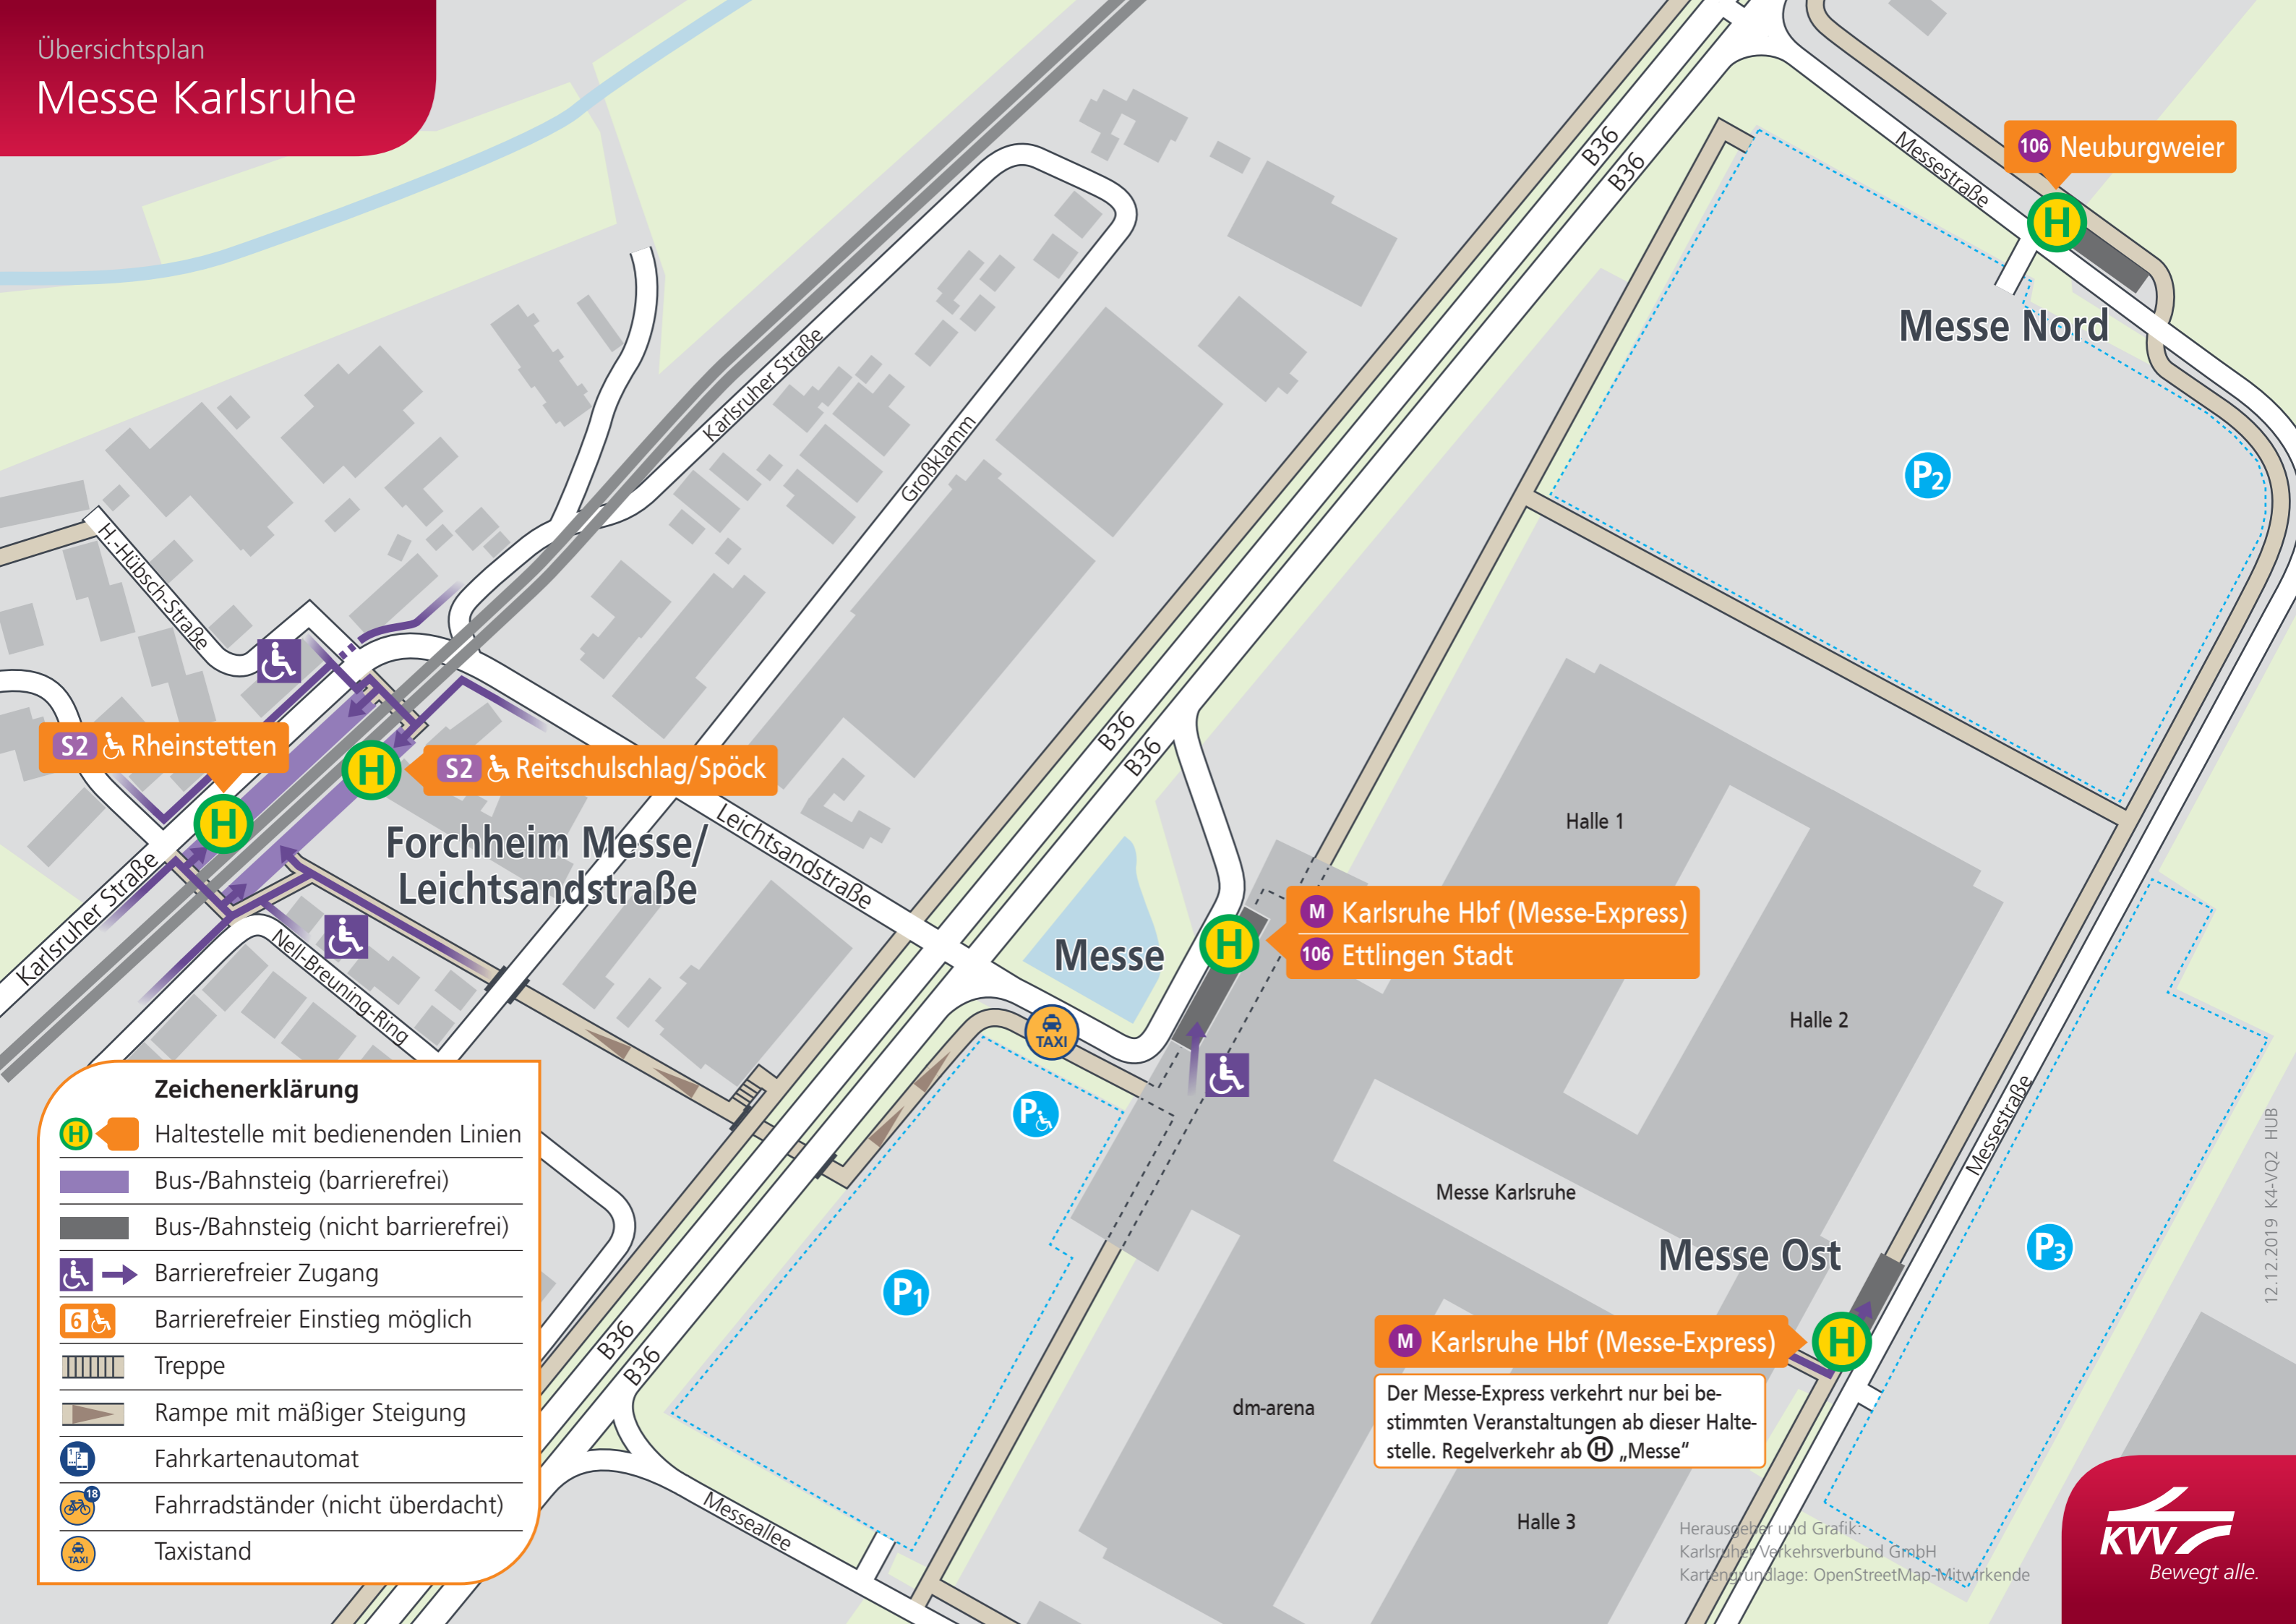 Übersichtsplan
Messe Karlsruhe
B36
B36
Messestraße
106 Neuburgweier
H
Messe Nord
Karlsruher Straße
Großklamm
P2
H.-Hübsch-Straße
S2 Rheinstetten
H
H
S2 Reitschulschlag/Spöck
B36
B36
Forchheim Messe/
Leichtsandstraße
Leichtsandstraße
Karlsruher Straße
Nell-Breuning-Ring
Halle 1
Messe
H
M Karlsruhe Hbf (Messe-Express)
106 Ettlingen Stadt
Halle 2
TAXI
P
Messestraße
Messe Karlsruhe
Messe Ost
P3
P1
B36
B36
M Karlsruhe Hbf (Messe-Express)
H
Der Messe-Express verkehrt nur bei be-
stimmten Veranstaltungen ab dieser Halte-
stelle. Regelverkehr ab H „Messe“
dm-arena
Halle 3
Messeallee
Zeichenerklärung
H Haltestelle mit bedienenden Linien
Bus-/Bahnsteig (barrierefrei)
Bus-/Bahnsteig (nicht barrierefrei)
Barrierefreier Zugang
6 Barrierefreier Einstieg möglich
Treppe
Rampe mit mäßiger Steigung
Fahrkartenautomat
18 Fahrradständer (nicht überdacht)
TAXI Taxistand
12.12.2019 K4-VQ2 HUB
Herausgeber und Grafik:
Karlsruher Verkehrsverbund GmbH
Kartengrundlage: OpenStreetMap-Mitwirkende
KVV
Bewegt alle.